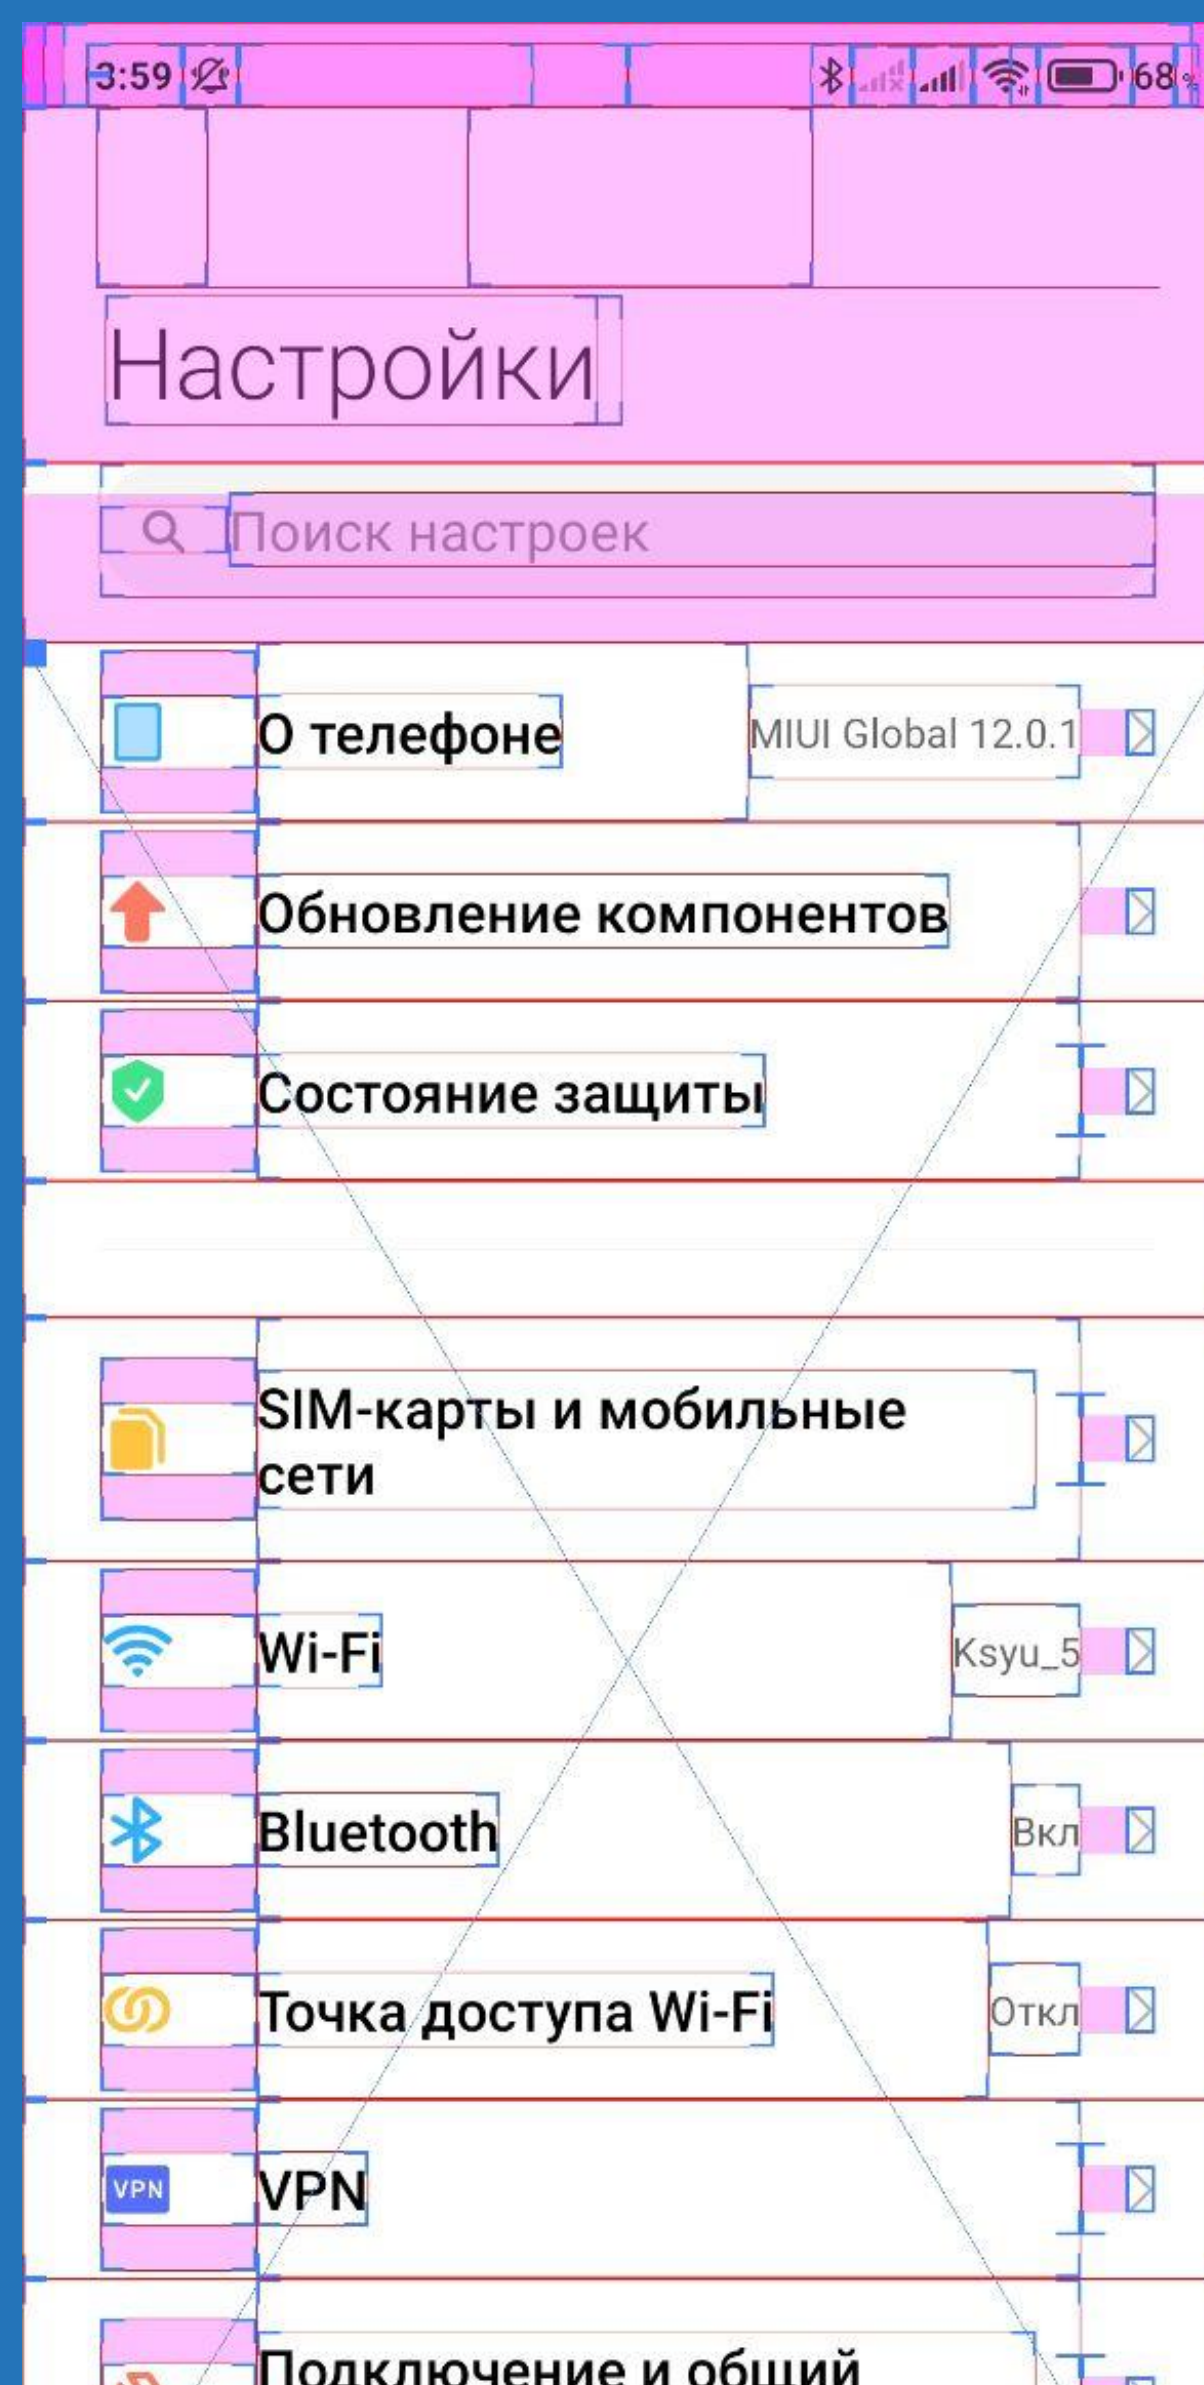 3:59 68 %
Настройки
Поиск настроек
О телефоне MIUI Global 12.0.1
Обновление компонентов
Состояние защиты
SIM-карты и мобильные
сети
Wi-Fi Ksyu_5
Bluetooth Вкл
Точка доступа Wi-Fi Откл
VPN VPN
Подключение и общий